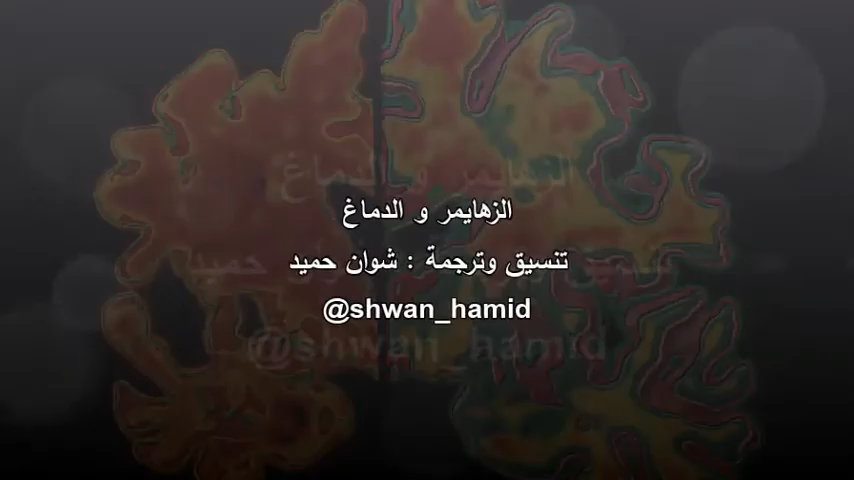 الزهايمر و الدماغ
تنسيق وترجمة : شوان حميد
@shwan_hamid